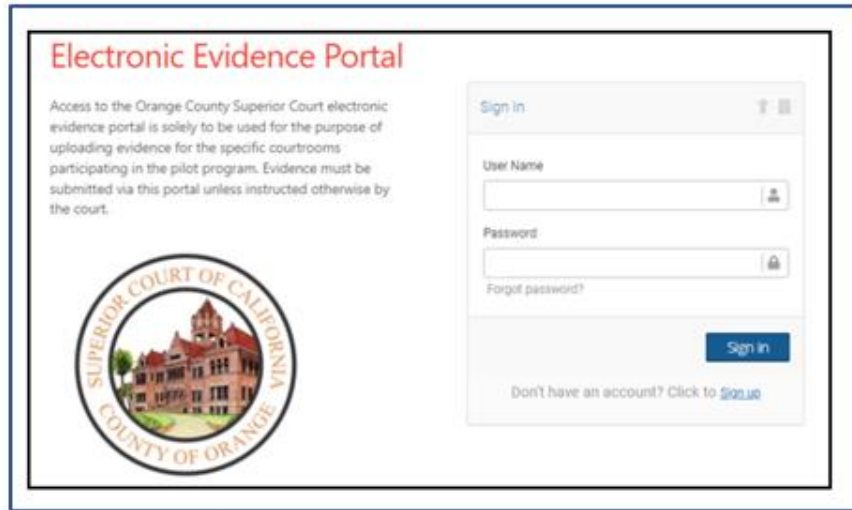 Electronic Evidence Portal
Access to the Orange County Superior Court electronic
evidence portal is solely to be used for the purpose of
uploading evidence for the specific courtrooms
participating in the pilot program. Evidence must be
submitted via this portal unless instructed otherwise by
the court.
SUPERIOR COURT OF CALIFORNIA
COUNTY OF ORANGE
Sign In
User Name
Password
Forgot password?
Sign In
Don't have an account? Click to Sign up